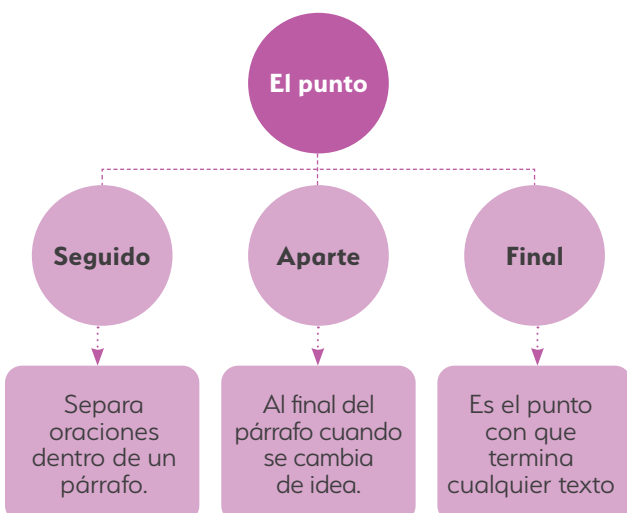 El punto
Seguido
Aparte
Final
Separa
oraciones
dentro de un
párrafo.
Al final del
párrafo cuando
se cambia
de idea.
Es el punto
con que
termina
cualquier texto